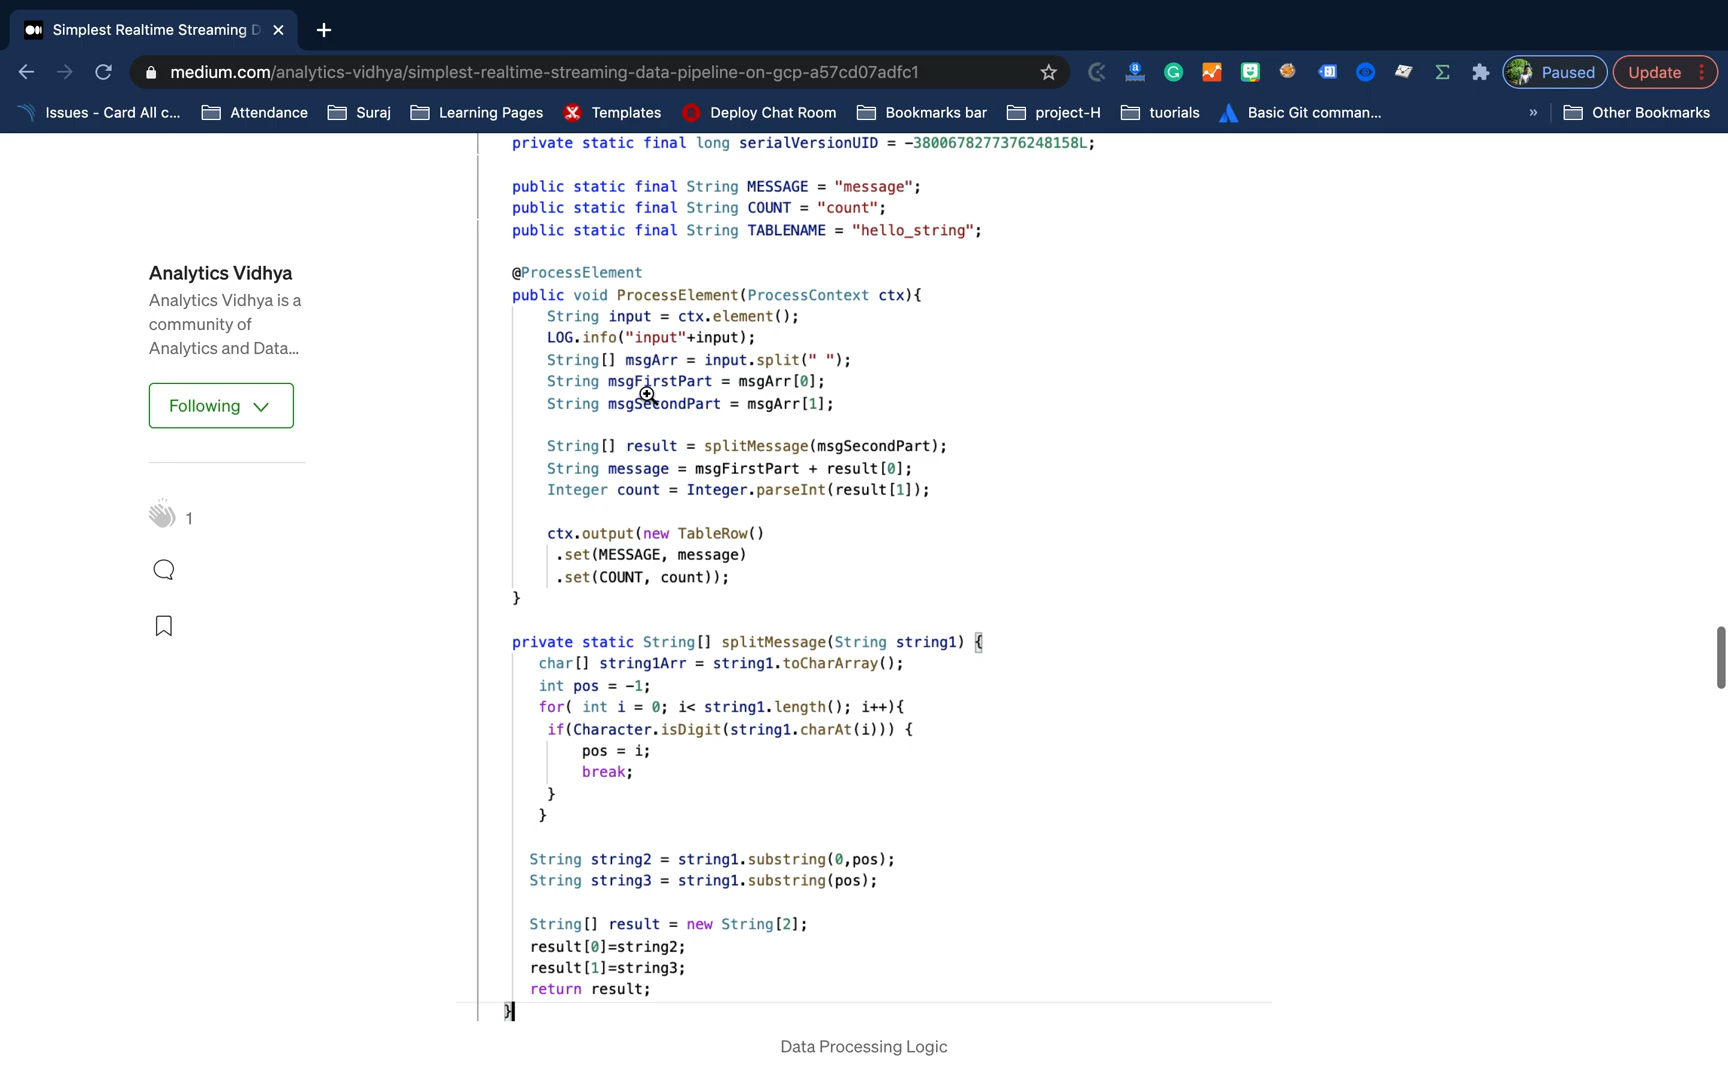 Simplest Realtime Streaming D
medium.com/analytics-vidhya/simplest-realtime-streaming-data-pipeline-on-gcp-a57cd07adfc1
Paused
Update
Issues - Card All c...
Attendance
Suraj
Learning Pages
Templates
Deploy Chat Room
Bookmarks bar
project-H
tuorials
Basic Git comman...
»
Other Bookmarks
Analytics Vidhya
Analytics Vidhya is a
community of
Analytics and Data...
Following
1
private static final long serialVersionUID = -3800678277376248158L;
public static final String MESSAGE = "message";
public static final String COUNT = "count";
public static final String TABLENAME = "hello_string";
@ProcessElement
public void ProcessElement(ProcessContext ctx){
String input = ctx.element();
LOG.info("input"+input);
String[] msgArr = input.split(" ");
String msgFirstPart = msgArr[0];
String msgSecondPart = msgArr[1];
String[] result = splitMessage(msgSecondPart);
String message = msgFirstPart + result[0];
Integer count = Integer.parseInt(result[1]);
ctx.output(new TableRow()
.set(MESSAGE, message)
.set(COUNT, count));
}
private static String[] splitMessage(String string1) {
char[] string1Arr = string1.toCharArray();
int pos = -1;
for( int i = 0; i< string1.length(); i++){
if(Character.isDigit(string1.charAt(i))) {
pos = i;
break;
}
}
String string2 = string1.substring(0,pos);
String string3 = string1.substring(pos);
String[] result = new String[2];
result[0]=string2;
result[1]=string3;
return result;
}
Data Processing Logic